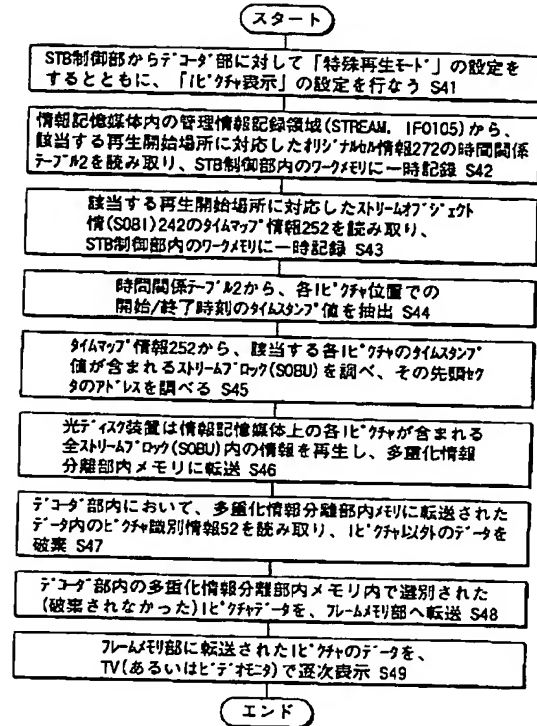 スタート
STB制御部からデコーダ部に対して「特殊再生モード」の設定を
するとともに、「Iピクチャ表示」の設定を行なう S41
情報記憶媒体内の管理情報記録領域(STREAM. IFO105)から、
該当する再生開始場所に対応したオリジナルセル情報272の時間関係
テーブル2を読み取り、STB制御部内のワークメモリに一時記録 S42
該当する再生開始場所に対応したストリームオブジェクト
情(SOBI)242のタイムマップ情報252を読み取り、
STB制御部内のワークメモリに一時記録 S43
時間関係テーブル2から、各Iピクチャ位置での
開始/終了時刻のタイムスタンプ値を抽出 S44
タイムマップ情報252から、該当する各Iピクチャのタイムスタンプ
値が含まれるストリームブロック(SOBU)を調べ、その先頭セク
タのアドレスを調べる S45
光ディスク装置は情報記憶媒体上の各Iピクチャが含まれる
全ストリームブロック(SOBU)内の情報を再生し、多重化情報
分離部内メモリに転送 S46
デコーダ部内において、多重化情報分離部内メモリに転送された
データ内のピクチャ識別情報52を読み取り、Iピクチャ以外のデータを
破棄 S47
デコーダ部内の多重化情報分離部内メモリ内で選別された
(破棄されなかった)Iピクチャデータを、フレームメモリ部へ転送 S48
フレームメモリ部に転送されたIピクチャのデータを、
TV(あるいはビデオモニタ)で逐次表示 S49
エンド